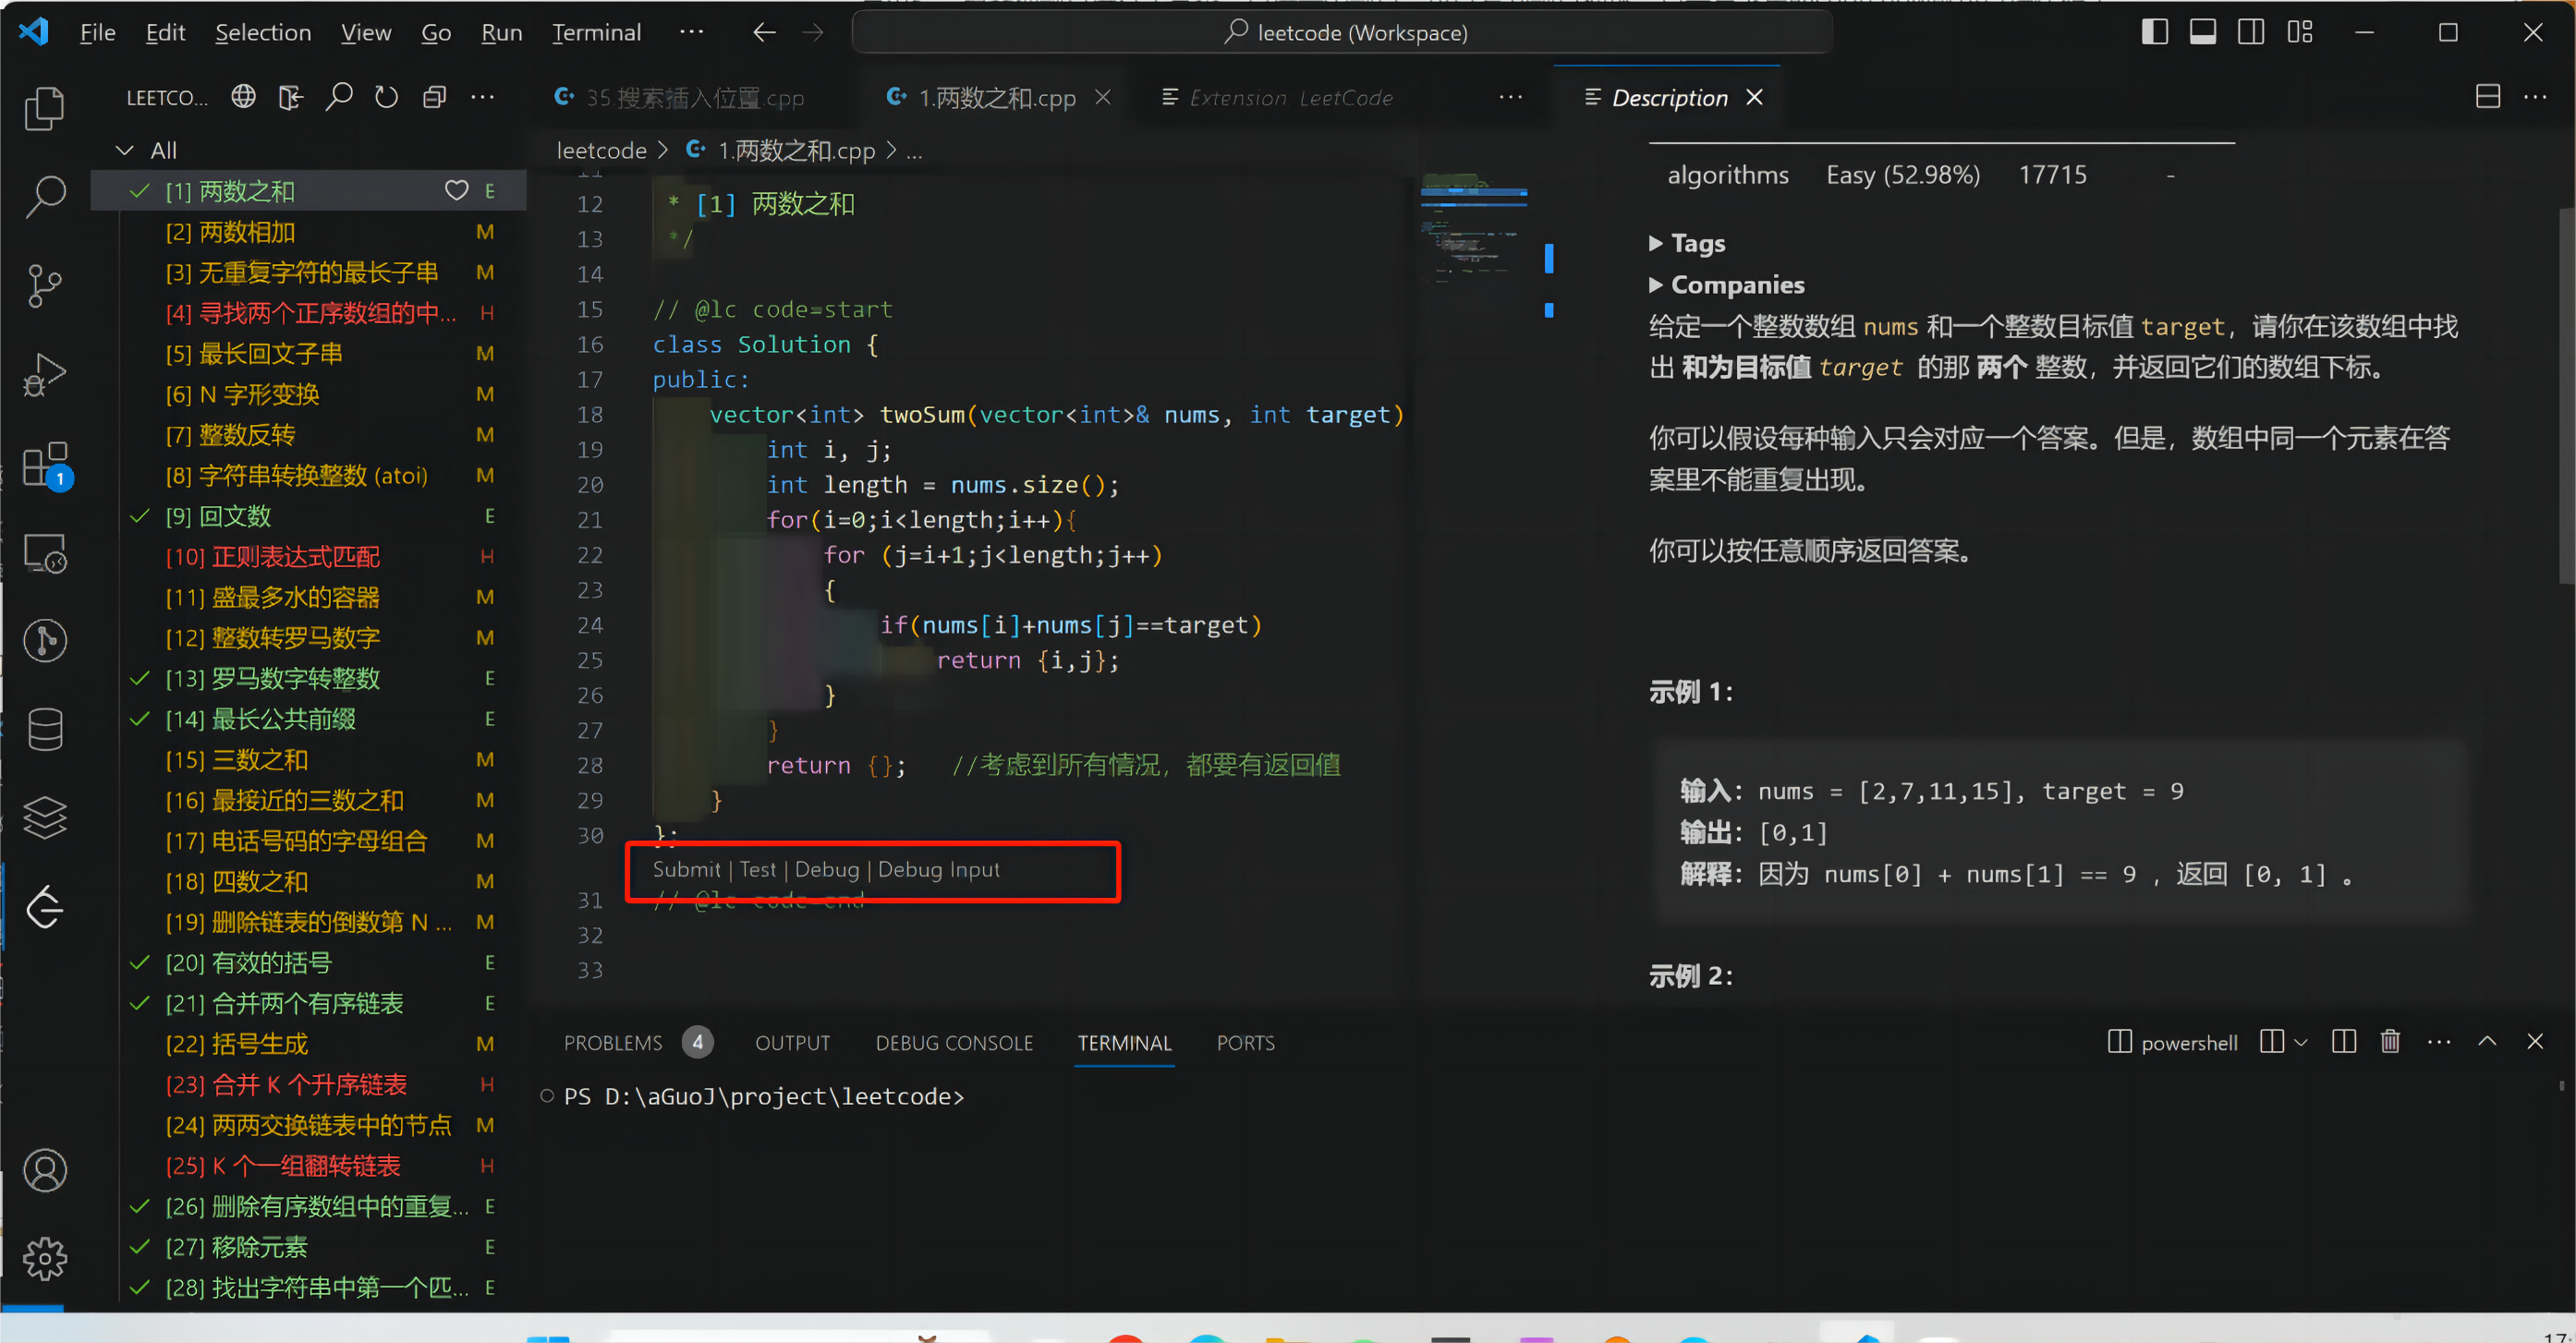 File Edit Selection View Go Run Terminal ··· leetcode (Workspace)
LEETCO... ···
35.搜索插入位置.cpp 1.两数之和.cpp Extension LeetCode ··· Description ···
All
[1] 两数之和 E
[2] 两数相加 M
[3] 无重复字符的最长子串 M
[4] 寻找两个正序数组的中... H
[5] 最长回文子串 M
[6] N 字形变换 M
[7] 整数反转 M
[8] 字符串转换整数 (atoi) M
[9] 回文数 E
[10] 正则表达式匹配 H
[11] 盛最多水的容器 M
[12] 整数转罗马数字 M
[13] 罗马数字转整数 E
[14] 最长公共前缀 E
[15] 三数之和 M
[16] 最接近的三数之和 M
[17] 电话号码的字母组合 M
[18] 四数之和 M
[19] 删除链表的倒数第 N ... M
[20] 有效的括号 E
[21] 合并两个有序链表 E
[22] 括号生成 M
[23] 合并 K 个升序链表 H
[24] 两两交换链表中的节点 M
[25] K 个一组翻转链表 H
[26] 删除有序数组中的重复... E
[27] 移除元素 E
[28] 找出字符串中第一个匹... E
1
leetcode > 1.两数之和.cpp > ...
11
12 * [1] 两数之和
13 */
14
15 // @lc code=start
16 class Solution {
17 public:
18 vector<int> twoSum(vector<int>& nums, int target)
19 int i, j;
20 int length = nums.size();
21 for(i=0;i<length;i++){
22 for (j=i+1;j<length;j++)
23 {
24 if(nums[i]+nums[j]==target)
25 return {i,j};
26 }
27 }
28 return {}; //考虑到所有情况，都要有返回值
29 }
30 };
Submit | Test | Debug | Debug Input
31 // @lc code=end
32
33
algorithms Easy (52.98%) 17715 -
Tags
Companies
给定一个整数数组 nums 和一个整数目标值 target，请你在该数组中找
出 和为目标值 target 的那 两个 整数，并返回它们的数组下标。
你可以假设每种输入只会对应一个答案。但是，数组中同一个元素在答
案里不能重复出现。
你可以按任意顺序返回答案。
示例 1：
输入：nums = [2,7,11,15], target = 9
输出：[0,1]
解释：因为 nums[0] + nums[1] == 9 ，返回 [0, 1] 。
示例 2：
PROBLEMS 4 OUTPUT DEBUG CONSOLE TERMINAL PORTS powershell ···
PS D:\aGuoJ\project\leetcode>